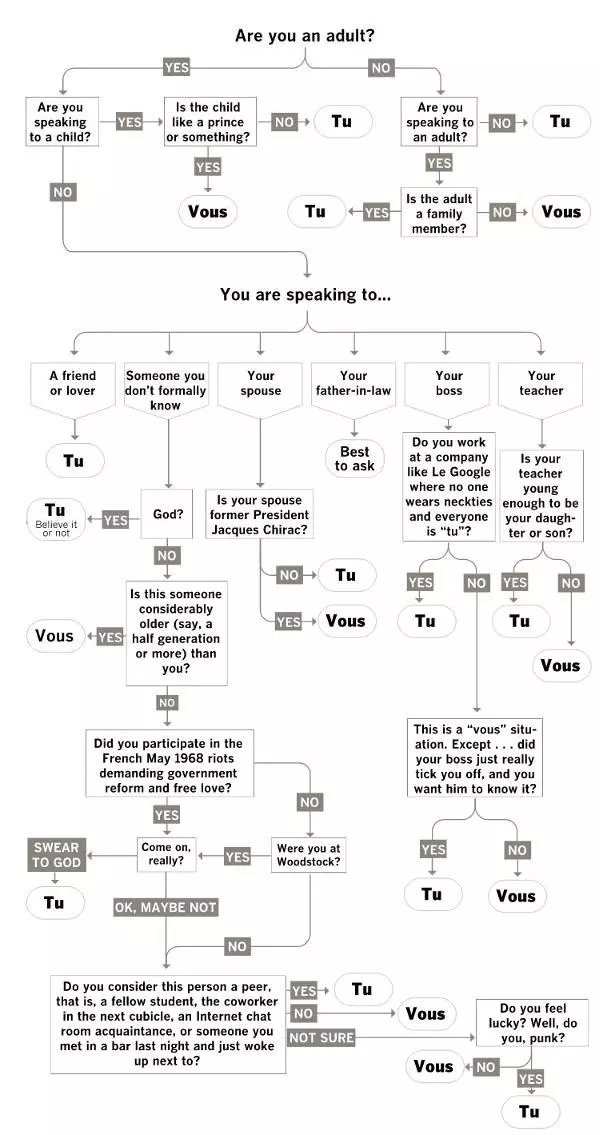 Are you an adult?
YES
NO
Are you
speaking
to a child?
YES
Is the child
like a prince
or something?
NO
Tu
Are you
speaking to
an adult?
NO
Tu
YES
YES
NO
Vous
Tu
YES
Is the adult
a family
member?
NO
Vous
You are speaking to...
A friend
or lover
Someone you
don't formally
know
Your
spouse
Your
father-in-law
Your
boss
Your
teacher
Tu
Best
to ask
Do you work
at a company
like Le Google
where no one
wears neckties
and everyone
is “tu”?
Is your
teacher
young
enough to be
your daugh-
ter or son?
Tu
Believe it
or not
YES
God?
Is your spouse
former President
Jacques Chirac?
NO
NO
Tu
YES
NO
YES
NO
Is this someone
considerably
older (say, a
half generation
or more) than
you?
Vous
YES
YES
Vous
Tu
Tu
Vous
NO
Did you participate in the
French May 1968 riots
demanding government
reform and free love?
This is a “vous” situ-
ation. Except . . . did
your boss just really
tick you off, and you
want him to know it?
YES
NO
SWEAR
TO GOD
Come on,
really?
YES
Were you at
Woodstock?
YES
NO
Tu
OK, MAYBE NOT
Tu
Vous
NO
Do you consider this person a peer,
that is, a fellow student, the coworker
in the next cubicle, an Internet chat
room acquaintance, or someone you
met in a bar last night and just woke
up next to?
YES
Tu
NO
Vous
NOT SURE
Do you feel
lucky? Well, do
you, punk?
Vous
NO
YES
Tu